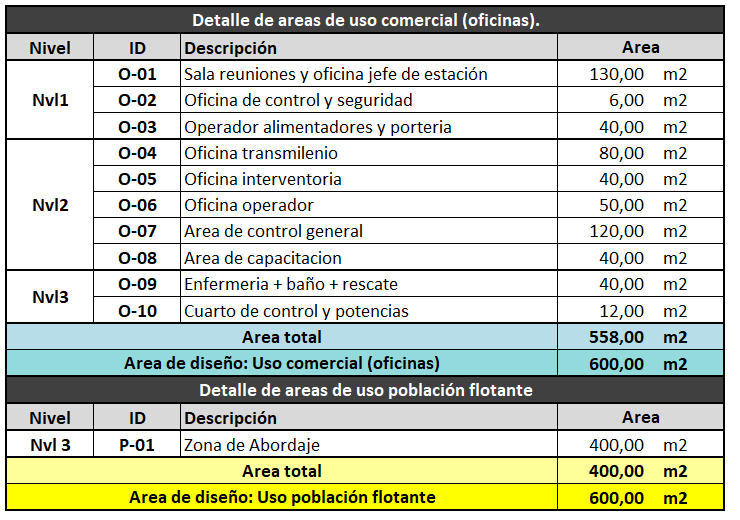 Detalle de areas de uso comercial (oficinas).
Nivel ID Descripción Area
Nvl1
O-01 Sala reuniones y oficina jefe de estación 130,00 m2
O-02 Oficina de control y seguridad 6,00 m2
O-03 Operador alimentadores y porteria 40,00 m2
Nvl2
O-04 Oficina transmilenio 80,00 m2
O-05 Oficina interventoria 40,00 m2
O-06 Oficina operador 50,00 m2
O-07 Area de control general 120,00 m2
O-08 Area de capacitacion 40,00 m2
Nvl3
O-09 Enfermeria + baño + rescate 40,00 m2
O-10 Cuarto de control y potencias 12,00 m2
Area total 558,00 m2
Area de diseño: Uso comercial (oficinas) 600,00 m2
Detalle de areas de uso población flotante
Nivel ID Descripción Area
Nvl 3 P-01 Zona de Abordaje 400,00 m2
Area total 400,00 m2
Area de diseño: Uso población flotante 600,00 m2